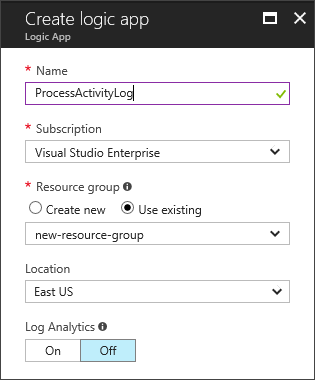 Create logic app
Logic App
* Name
ProcessActivityLog
* Subscription
Visual Studio Enterprise
* Resource group
Create new Use existing
new-resource-group
Location
East US
Log Analytics
On Off